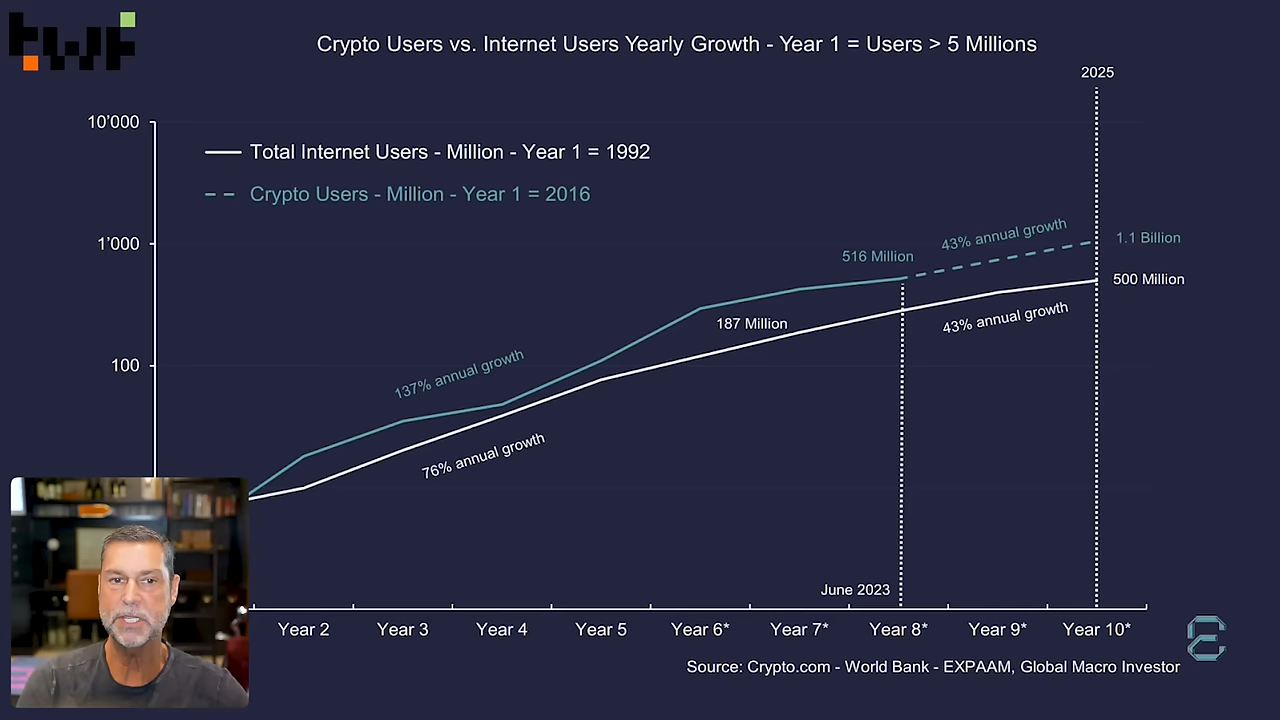 twf
Crypto Users vs. Internet Users Yearly Growth - Year 1 = Users > 5 Millions
2025
10’000
Total Internet Users - Million - Year 1 = 1992
Crypto Users - Million - Year 1 = 2016
1’000
516 Million
43% annual growth
1.1 Billion
500 Million
187 Million
43% annual growth
100
137% annual growth
76% annual growth
June 2023
Year 2
Year 3
Year 4
Year 5
Year 6*
Year 7*
Year 8*
Year 9*
Year 10*
Source: Crypto.com - World Bank - EXPAAM, Global Macro Investor